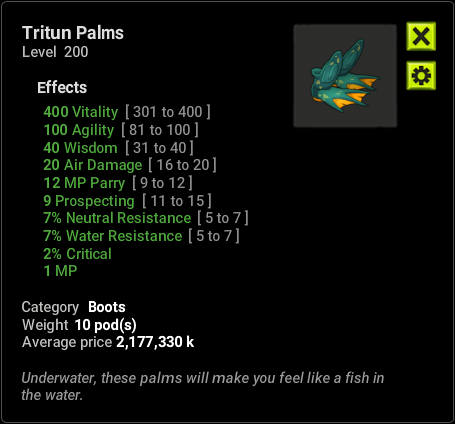 Tritun Palms
Level 200
Effects
400 Vitality [ 301 to 400 ]
100 Agility [ 81 to 100 ]
40 Wisdom [ 31 to 40 ]
20 Air Damage [ 16 to 20 ]
12 MP Parry [ 9 to 12 ]
9 Prospecting [ 11 to 15 ]
7% Neutral Resistance [ 5 to 7 ]
7% Water Resistance [ 5 to 7 ]
2% Critical
1 MP
Category Boots
Weight 10 pod(s)
Average price 2,177,330 k
Underwater, these palms will make you feel like a fish in
the water.